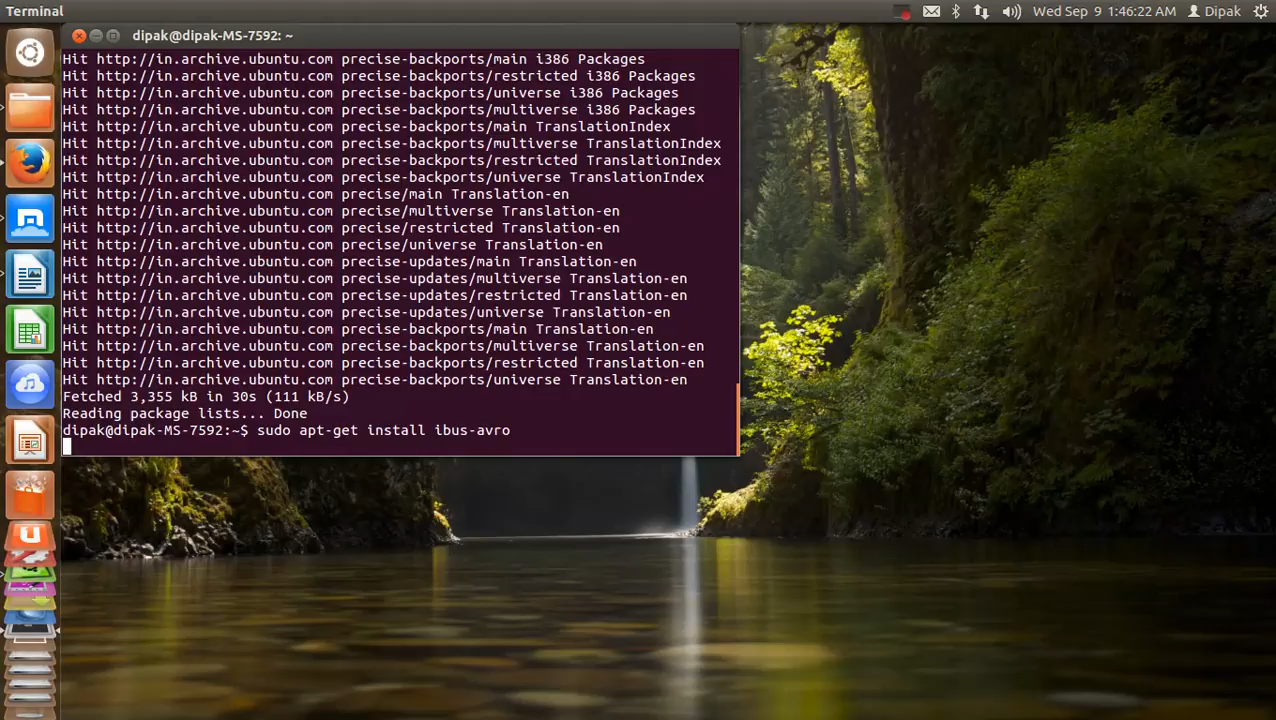 Terminal
Wed Sep 9 1:46:22 AM Dipak
dipak@dipak-MS-7592: ~
Hit http://in.archive.ubuntu.com precise-backports/main i386 Packages
Hit http://in.archive.ubuntu.com precise-backports/restricted i386 Packages
Hit http://in.archive.ubuntu.com precise-backports/universe i386 Packages
Hit http://in.archive.ubuntu.com precise-backports/multiverse i386 Packages
Hit http://in.archive.ubuntu.com precise-backports/main TranslationIndex
Hit http://in.archive.ubuntu.com precise-backports/multiverse TranslationIndex
Hit http://in.archive.ubuntu.com precise-backports/restricted TranslationIndex
Hit http://in.archive.ubuntu.com precise-backports/universe TranslationIndex
Hit http://in.archive.ubuntu.com precise/main Translation-en
Hit http://in.archive.ubuntu.com precise/multiverse Translation-en
Hit http://in.archive.ubuntu.com precise/restricted Translation-en
Hit http://in.archive.ubuntu.com precise/universe Translation-en
Hit http://in.archive.ubuntu.com precise-updates/main Translation-en
Hit http://in.archive.ubuntu.com precise-updates/multiverse Translation-en
Hit http://in.archive.ubuntu.com precise-updates/restricted Translation-en
Hit http://in.archive.ubuntu.com precise-updates/universe Translation-en
Hit http://in.archive.ubuntu.com precise-backports/main Translation-en
Hit http://in.archive.ubuntu.com precise-backports/multiverse Translation-en
Hit http://in.archive.ubuntu.com precise-backports/restricted Translation-en
Hit http://in.archive.ubuntu.com precise-backports/universe Translation-en
Fetched 3,355 kB in 30s (111 kB/s)
Reading package lists... Done
dipak@dipak-MS-7592:~$ sudo apt-get install ibus-avro